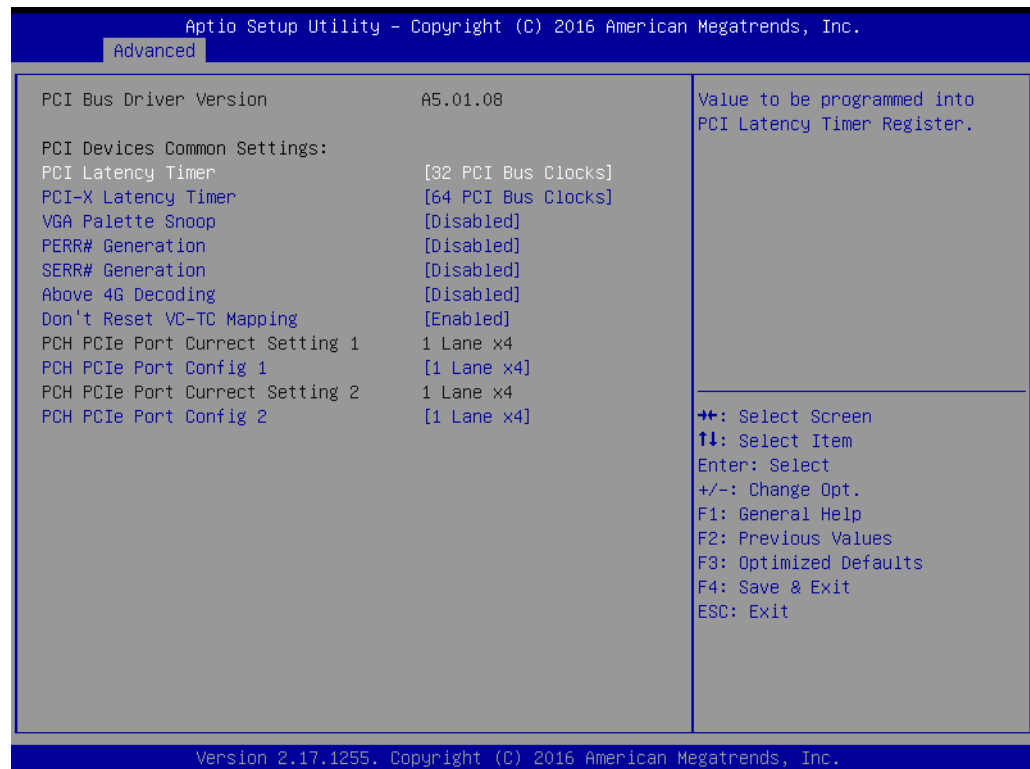 Aptio Setup Utility – Copyright (C) 2016 American Megatrends, Inc.
Advanced
PCI Bus Driver Version A5.01.08
PCI Devices Common Settings:
PCI Latency Timer [32 PCI Bus Clocks]
PCI-X Latency Timer [64 PCI Bus Clocks]
VGA Palette Snoop [Disabled]
PERR# Generation [Disabled]
SERR# Generation [Disabled]
Above 4G Decoding [Disabled]
Don't Reset VC-TC Mapping [Enabled]
PCH PCIe Port Currect Setting 1 1 Lane x4
PCH PCIe Port Config 1 [1 Lane x4]
PCH PCIe Port Currect Setting 2 1 Lane x4
PCH PCIe Port Config 2 [1 Lane x4]
Value to be programmed into
PCI Latency Timer Register.
→←: Select Screen
↑↓: Select Item
Enter: Select
+/-: Change Opt.
F1: General Help
F2: Previous Values
F3: Optimized Defaults
F4: Save & Exit
ESC: Exit
Version 2.17.1255. Copyright (C) 2016 American Megatrends, Inc.